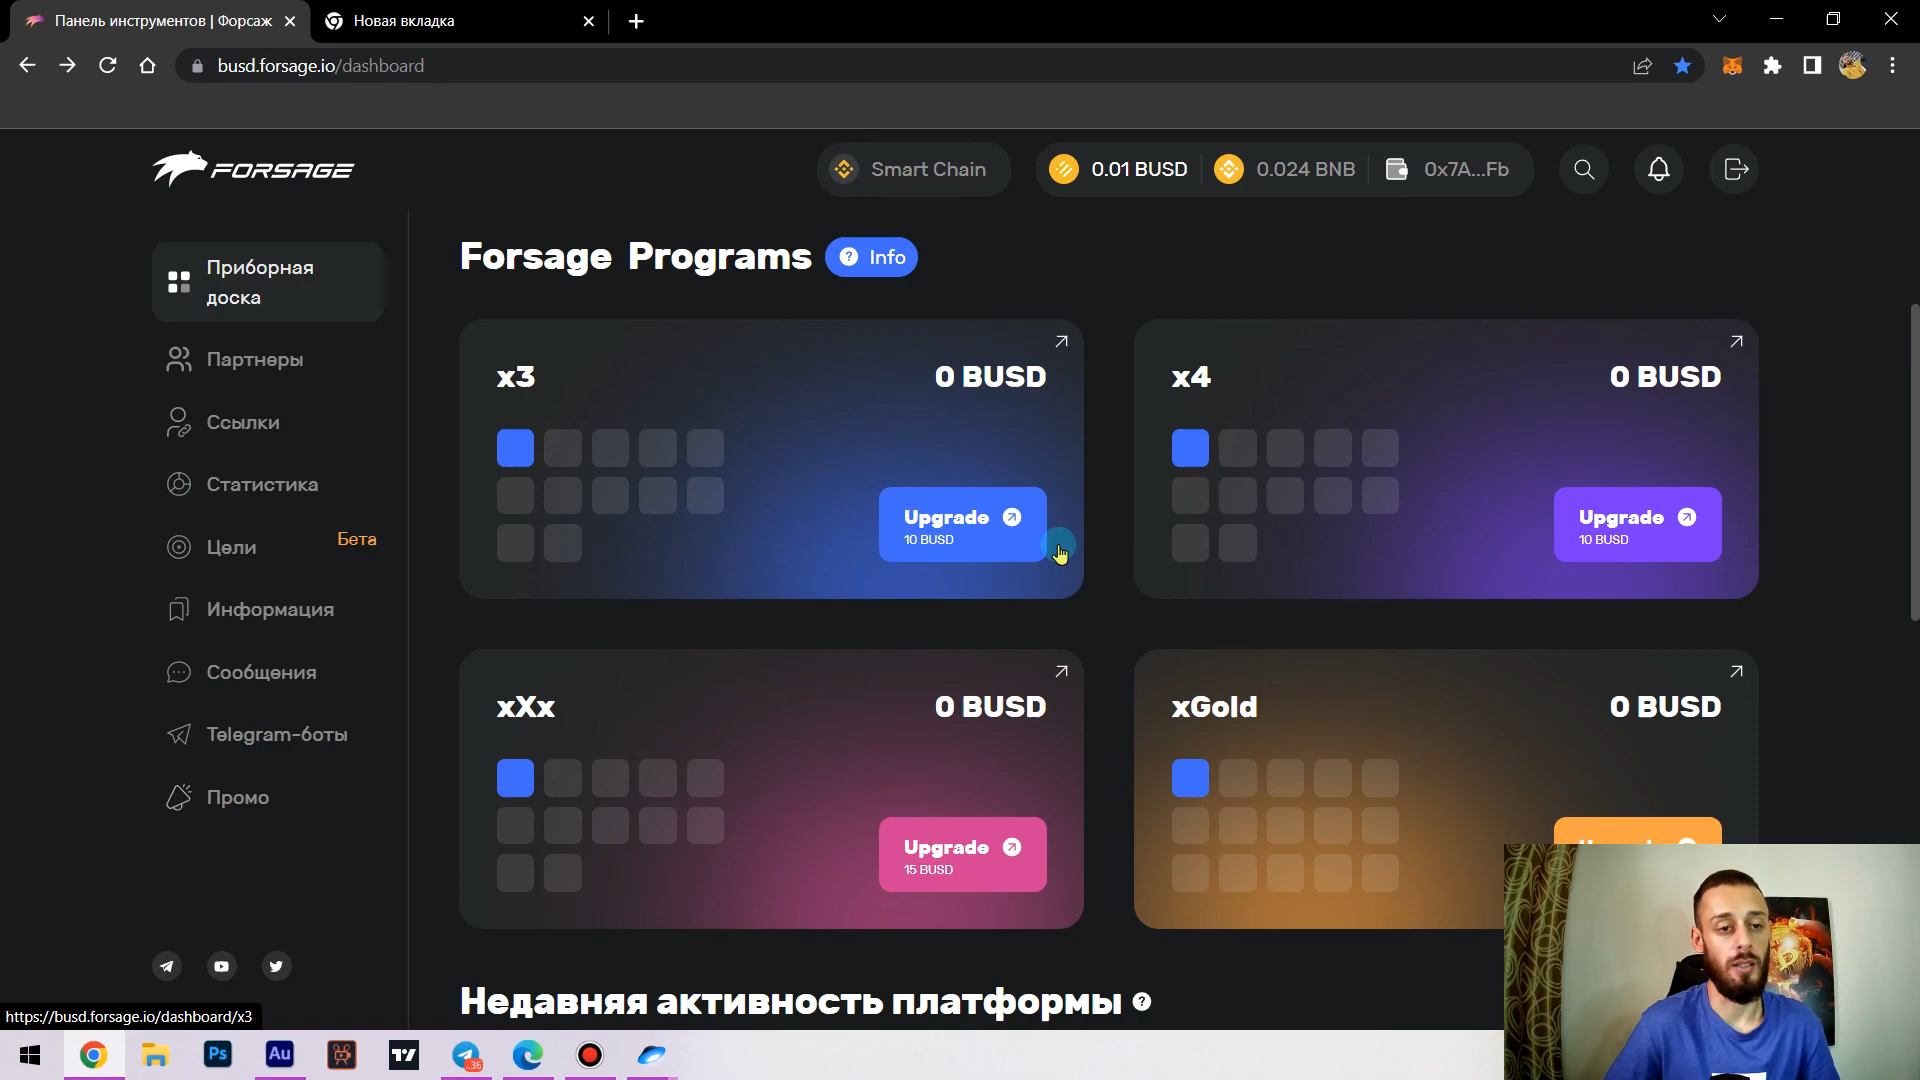 Панель инструментов | Форсаж
Новая вкладка
busd.forsage.io/dashboard
FORSAGE
Smart Chain
0.01 BUSD
0.024 BNB
0x7A...Fb
Приборная
доска
Партнеры
Ссылки
Статистика
Цели
Бета
Информация
Сообщения
Telegram-боты
Промо
Forsage Programs
Info
x3
0 BUSD
Upgrade
10 BUSD
x4
0 BUSD
Upgrade
10 BUSD
xXx
0 BUSD
Upgrade
15 BUSD
xGold
0 BUSD
Недавняя активность платформы
https://busd.forsage.io/dashboard/x3
Ps
Au
36